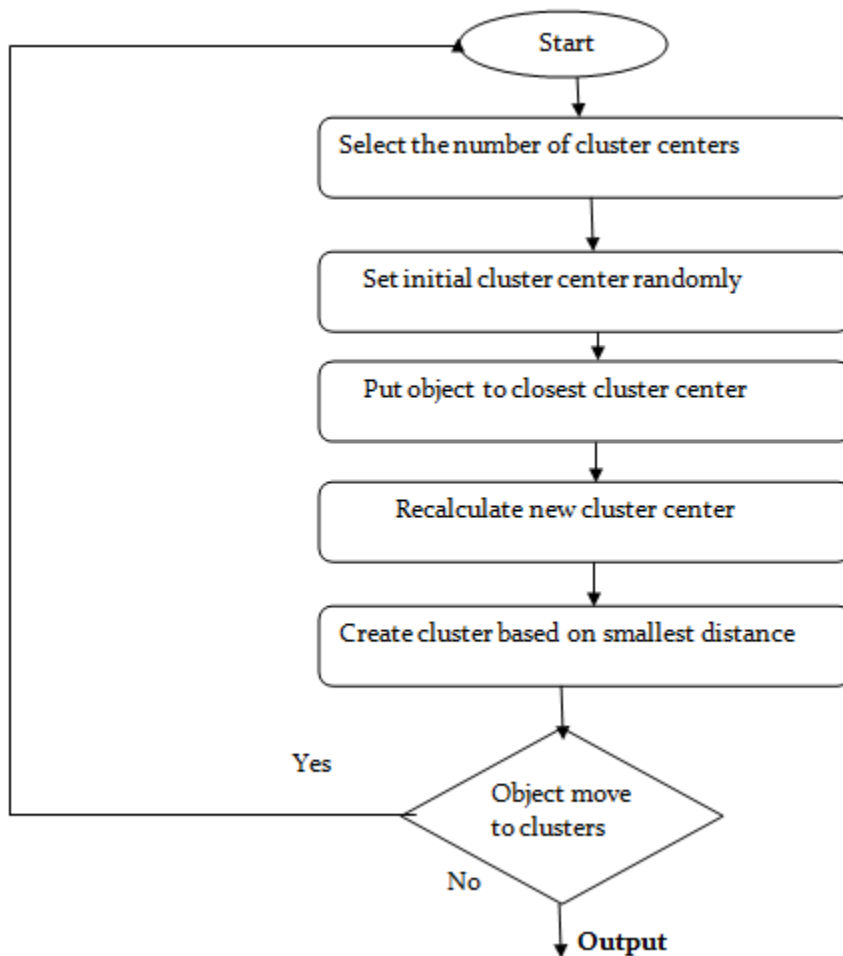 Start
Select the number of cluster centers
Set initial cluster center randomly
Put object to closest cluster center
Recalculate new cluster center
Create cluster based on smallest distance
Yes
Object move
to clusters
No
Output